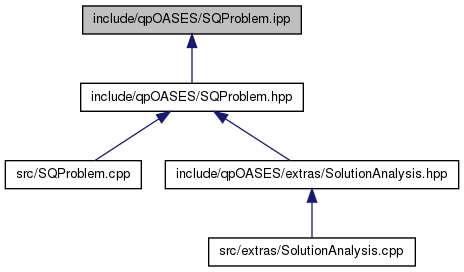 include/qpOASES/SQProblem.ipp
include/qpOASES/SQProblem.hpp
src/SQProblem.cpp
include/qpOASES/extras/SolutionAnalysis.hpp
src/extras/SolutionAnalysis.cpp